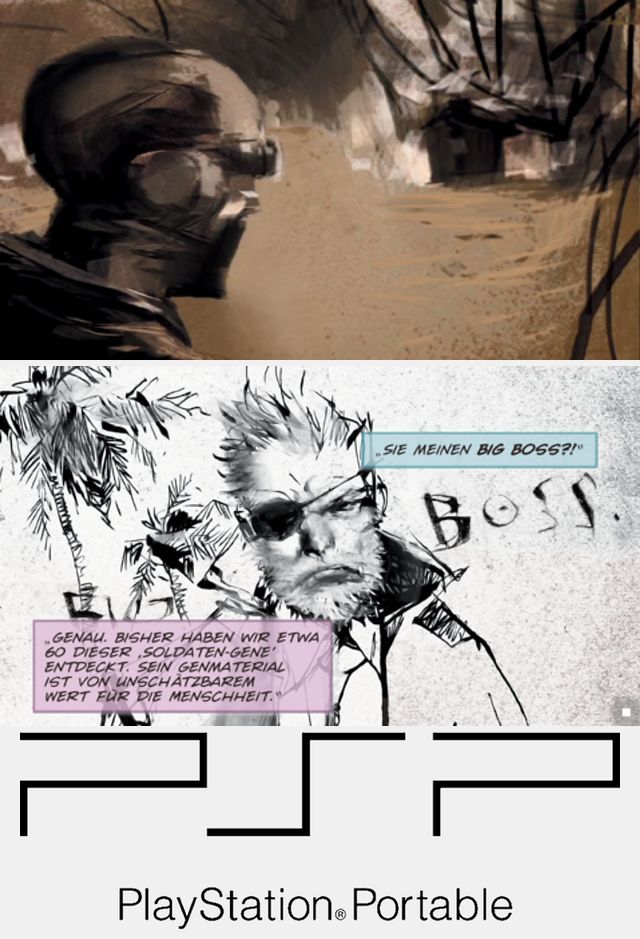 „SIE MEINEN BIG BOSS?!“
BIG
BOSS.
„GENAU. BISHER HABEN WIR ETWA
60 DIESER ‚SOLDATEN-GENE‘
ENTDECKT. SEIN GENMATERIAL
IST VON UNSCHÄTZBAREM
WERT FÜR DIE MENSCHHEIT.“
PSP
PlayStation®Portable